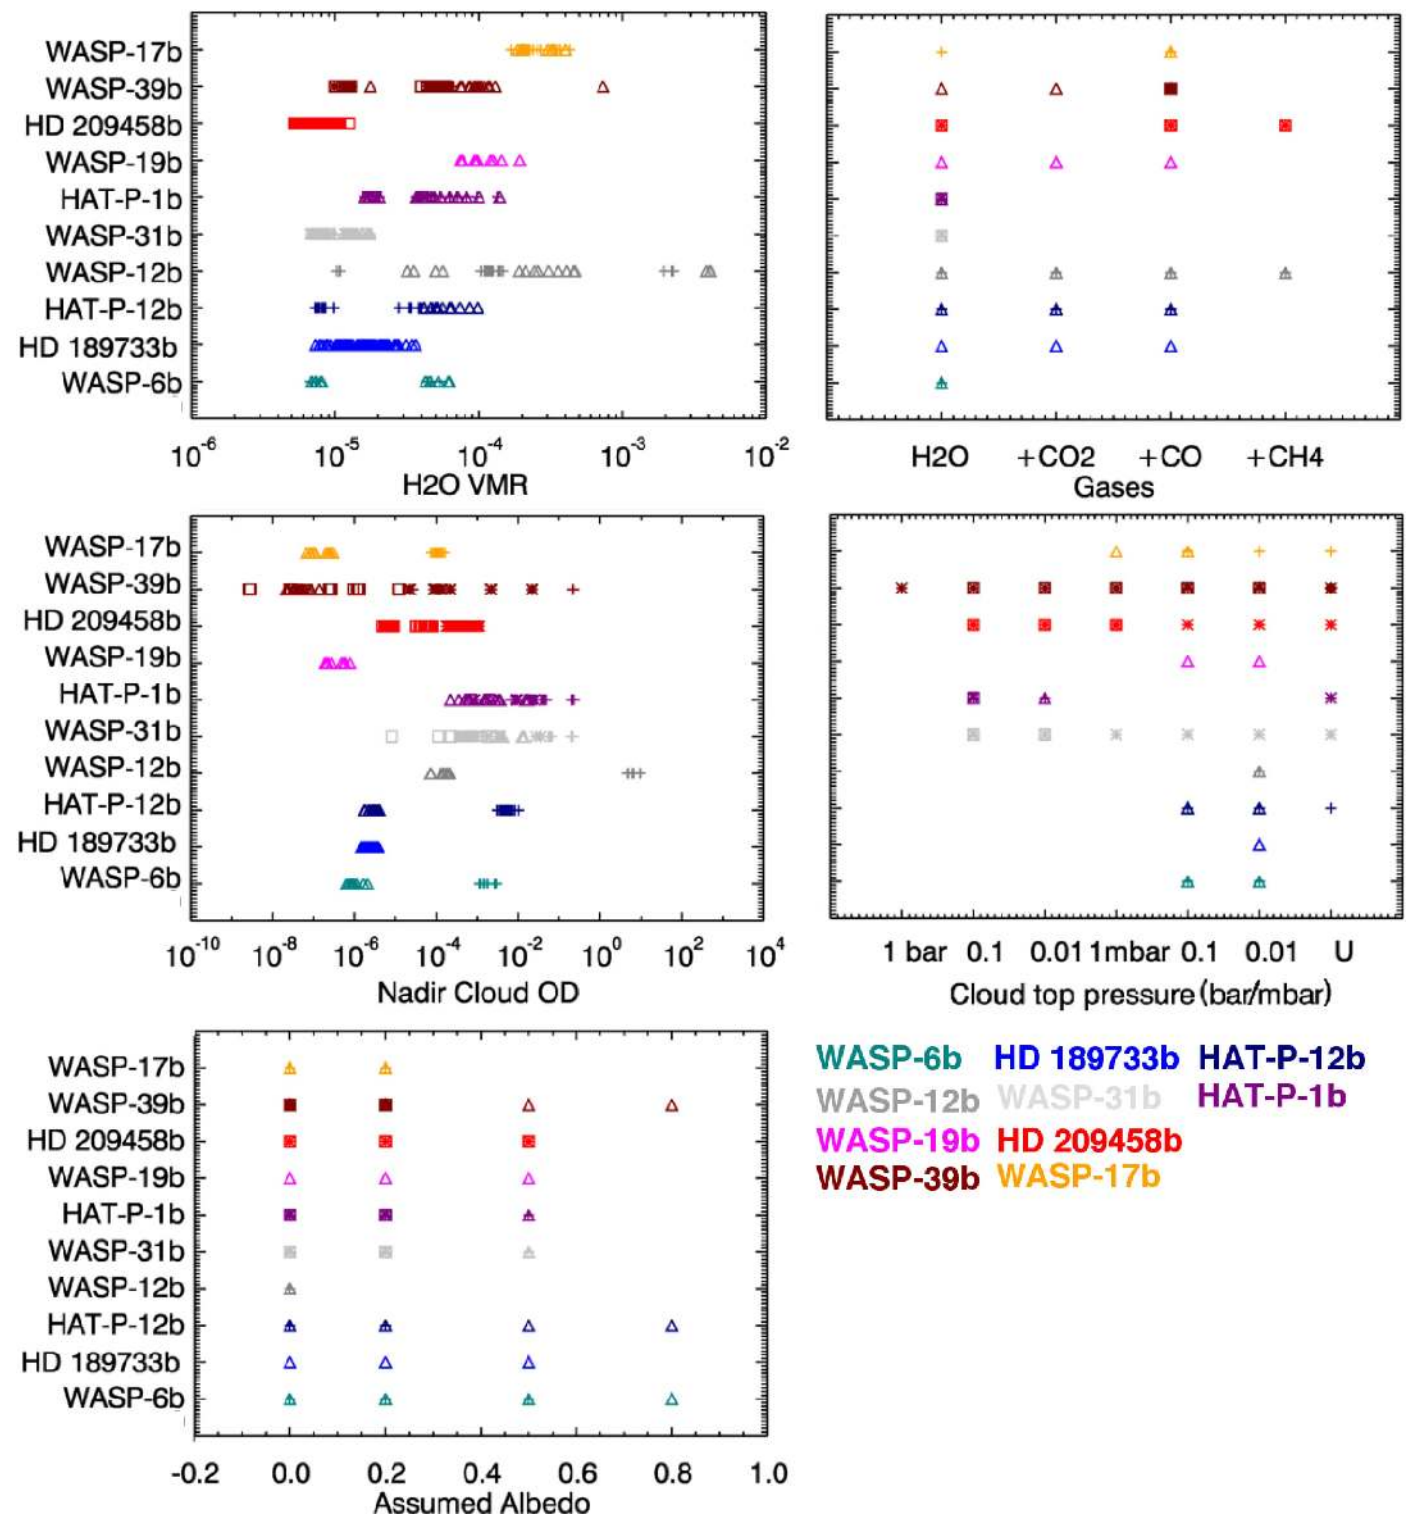 WASP-17b
WASP-39b
HD 209458b
WASP-19b
HAT-P-1b
WASP-31b
WASP-12b
HAT-P-12b
HD 189733b
WASP-6b
10^-6 10^-5 10^-4 10^-3 10^-2
H2O VMR
H2O +CO2 +CO +CH4
Gases
WASP-17b
WASP-39b
HD 209458b
WASP-19b
HAT-P-1b
WASP-31b
WASP-12b
HAT-P-12b
HD 189733b
WASP-6b
10^-10 10^-8 10^-6 10^-4 10^-2 10^0 10^2 10^4
Nadir Cloud OD
1 bar 0.1 0.01 1mbar 0.1 0.01 U
Cloud top pressure (bar/mbar)
WASP-17b
WASP-39b
HD 209458b
WASP-19b
HAT-P-1b
WASP-31b
WASP-12b
HAT-P-12b
HD 189733b
WASP-6b
-0.2 0.0 0.2 0.4 0.6 0.8 1.0
Assumed Albedo
WASP-6b HD 189733b HAT-P-12b
WASP-12b WASP-31b HAT-P-1b
WASP-19b HD 209458b
WASP-39b WASP-17b